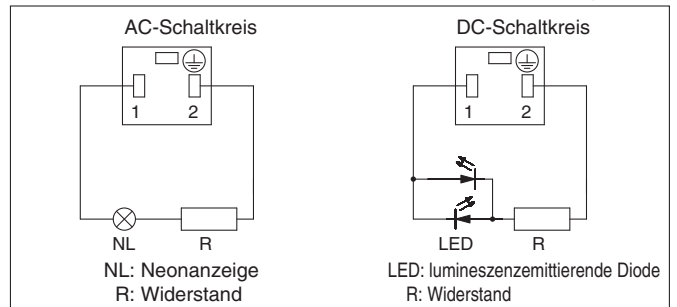 AC-Schaltkreis
1 2
NL R
NL: Neonanzeige
R: Widerstand
DC-Schaltkreis
1 2
LED R
LED: lumineszenzemittierende Diode
R: Widerstand